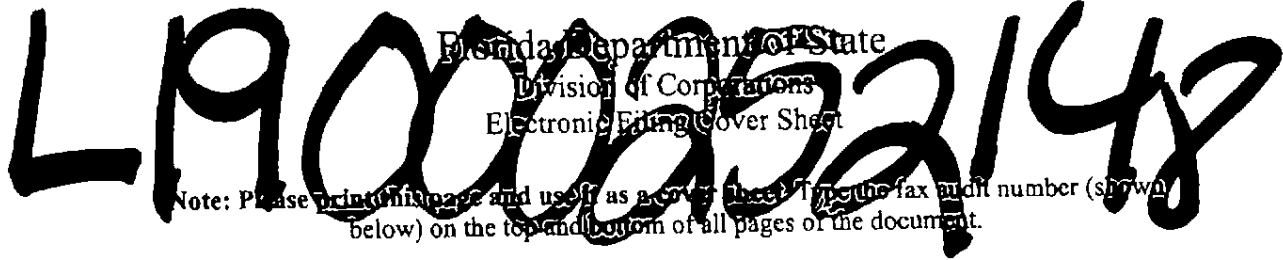 L19000252148
Florida Department of State
Division of Corporations
Electronic Filing Cover Sheet
Note: Please print this page and use it as a cover sheet. Type the fax audit number (shown
below) on the top and bottom of all pages of the document.